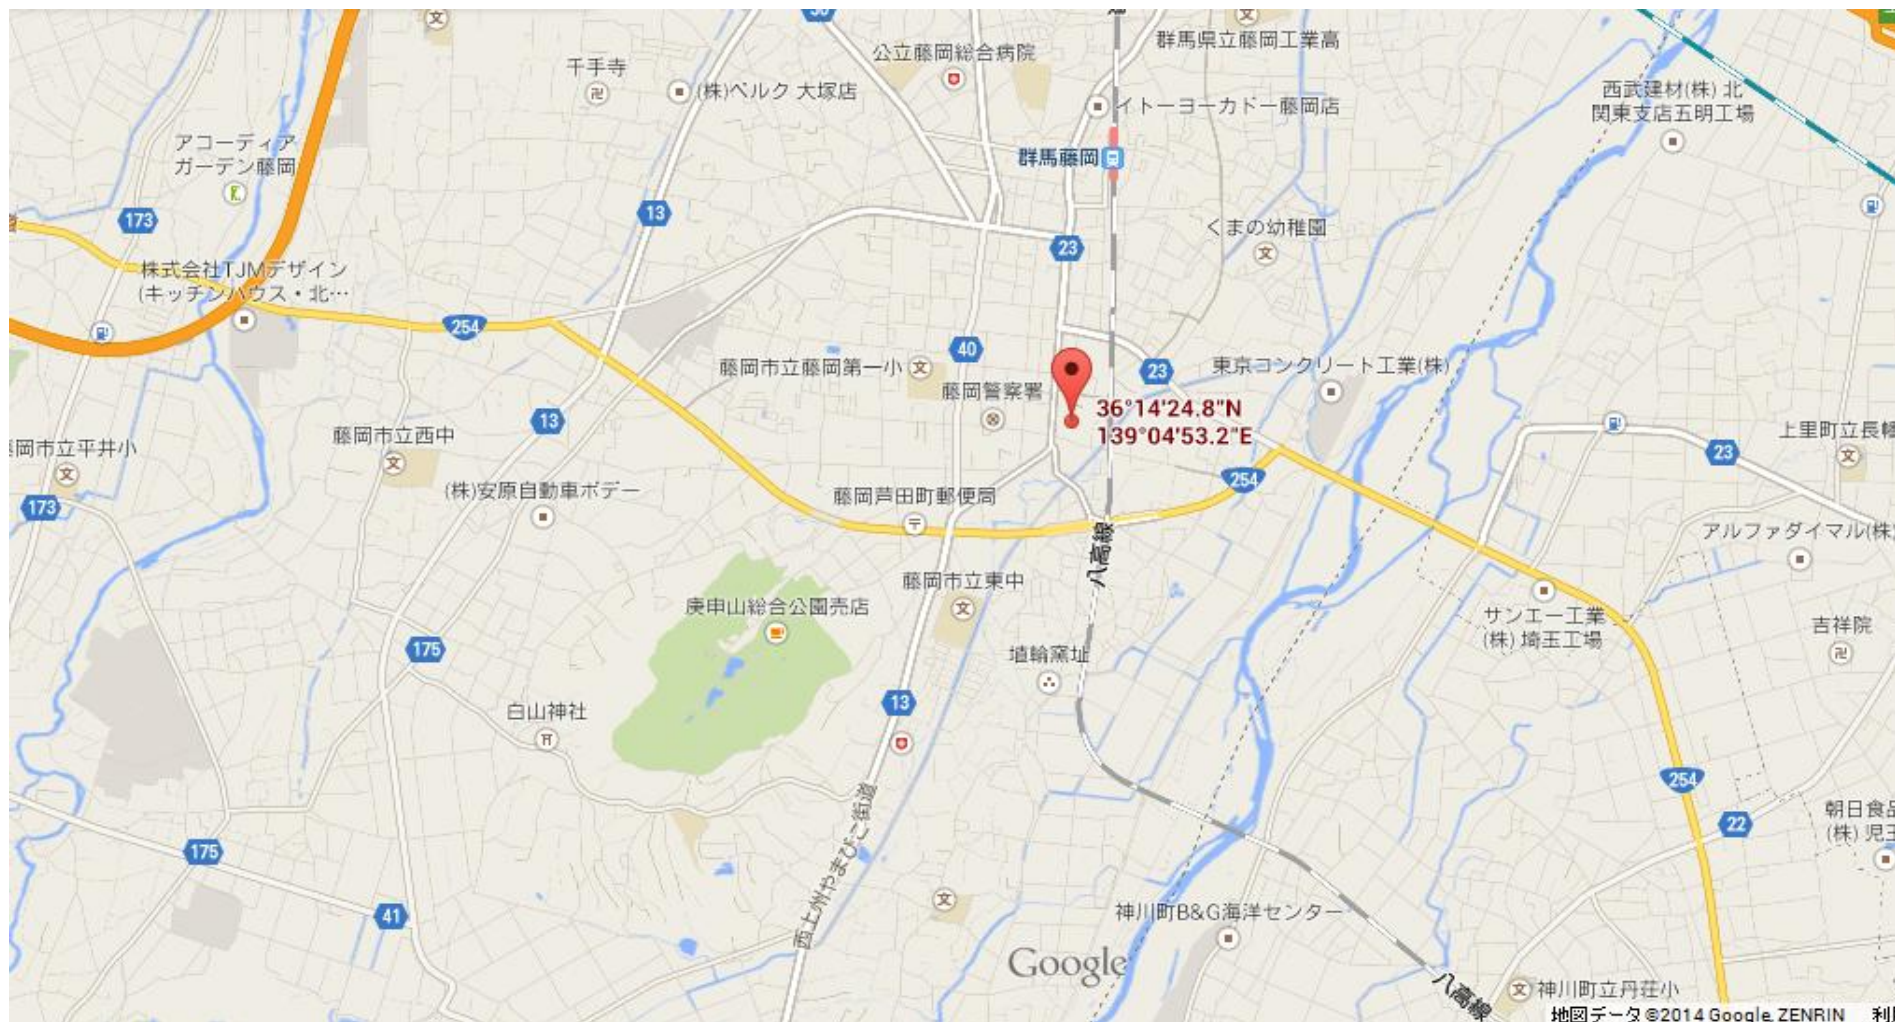 30
公立藤岡総合病院
群馬県立藤岡工業高
千手寺
(株)ベルク 大塚店
イトーヨーカドー藤岡店
西武建材(株) 北
関東支店五明工場
アコーディア
ガーデン藤岡
群馬藤岡
173
13
23
くまの幼稚園
株式会社TJMデザイン
(キッチンハウス・北…
254
40
藤岡市立藤岡第一小
藤岡警察署
23
東京コンクリート工業(株)
36°14'24.8"N
139°04'53.2"E
13
藤岡市立西中
岡市立平井小
上里町立長幡
23
254
173
(株)安原自動車ボデー
藤岡芦田町郵便局
アルファダイマル(株)
八高線
藤岡市立東中
庚申山総合公園売店
サンエー工業
(株) 埼玉工場
吉祥院
175
埴輪窯址
白山神社
13
254
22
朝日食品
(株) 児玉
175
西上州やまびこ街道
41
神川町B&G海洋センター
Google
八高線
神川町立丹荘小
地図データ ©2014 Google, ZENRIN
利